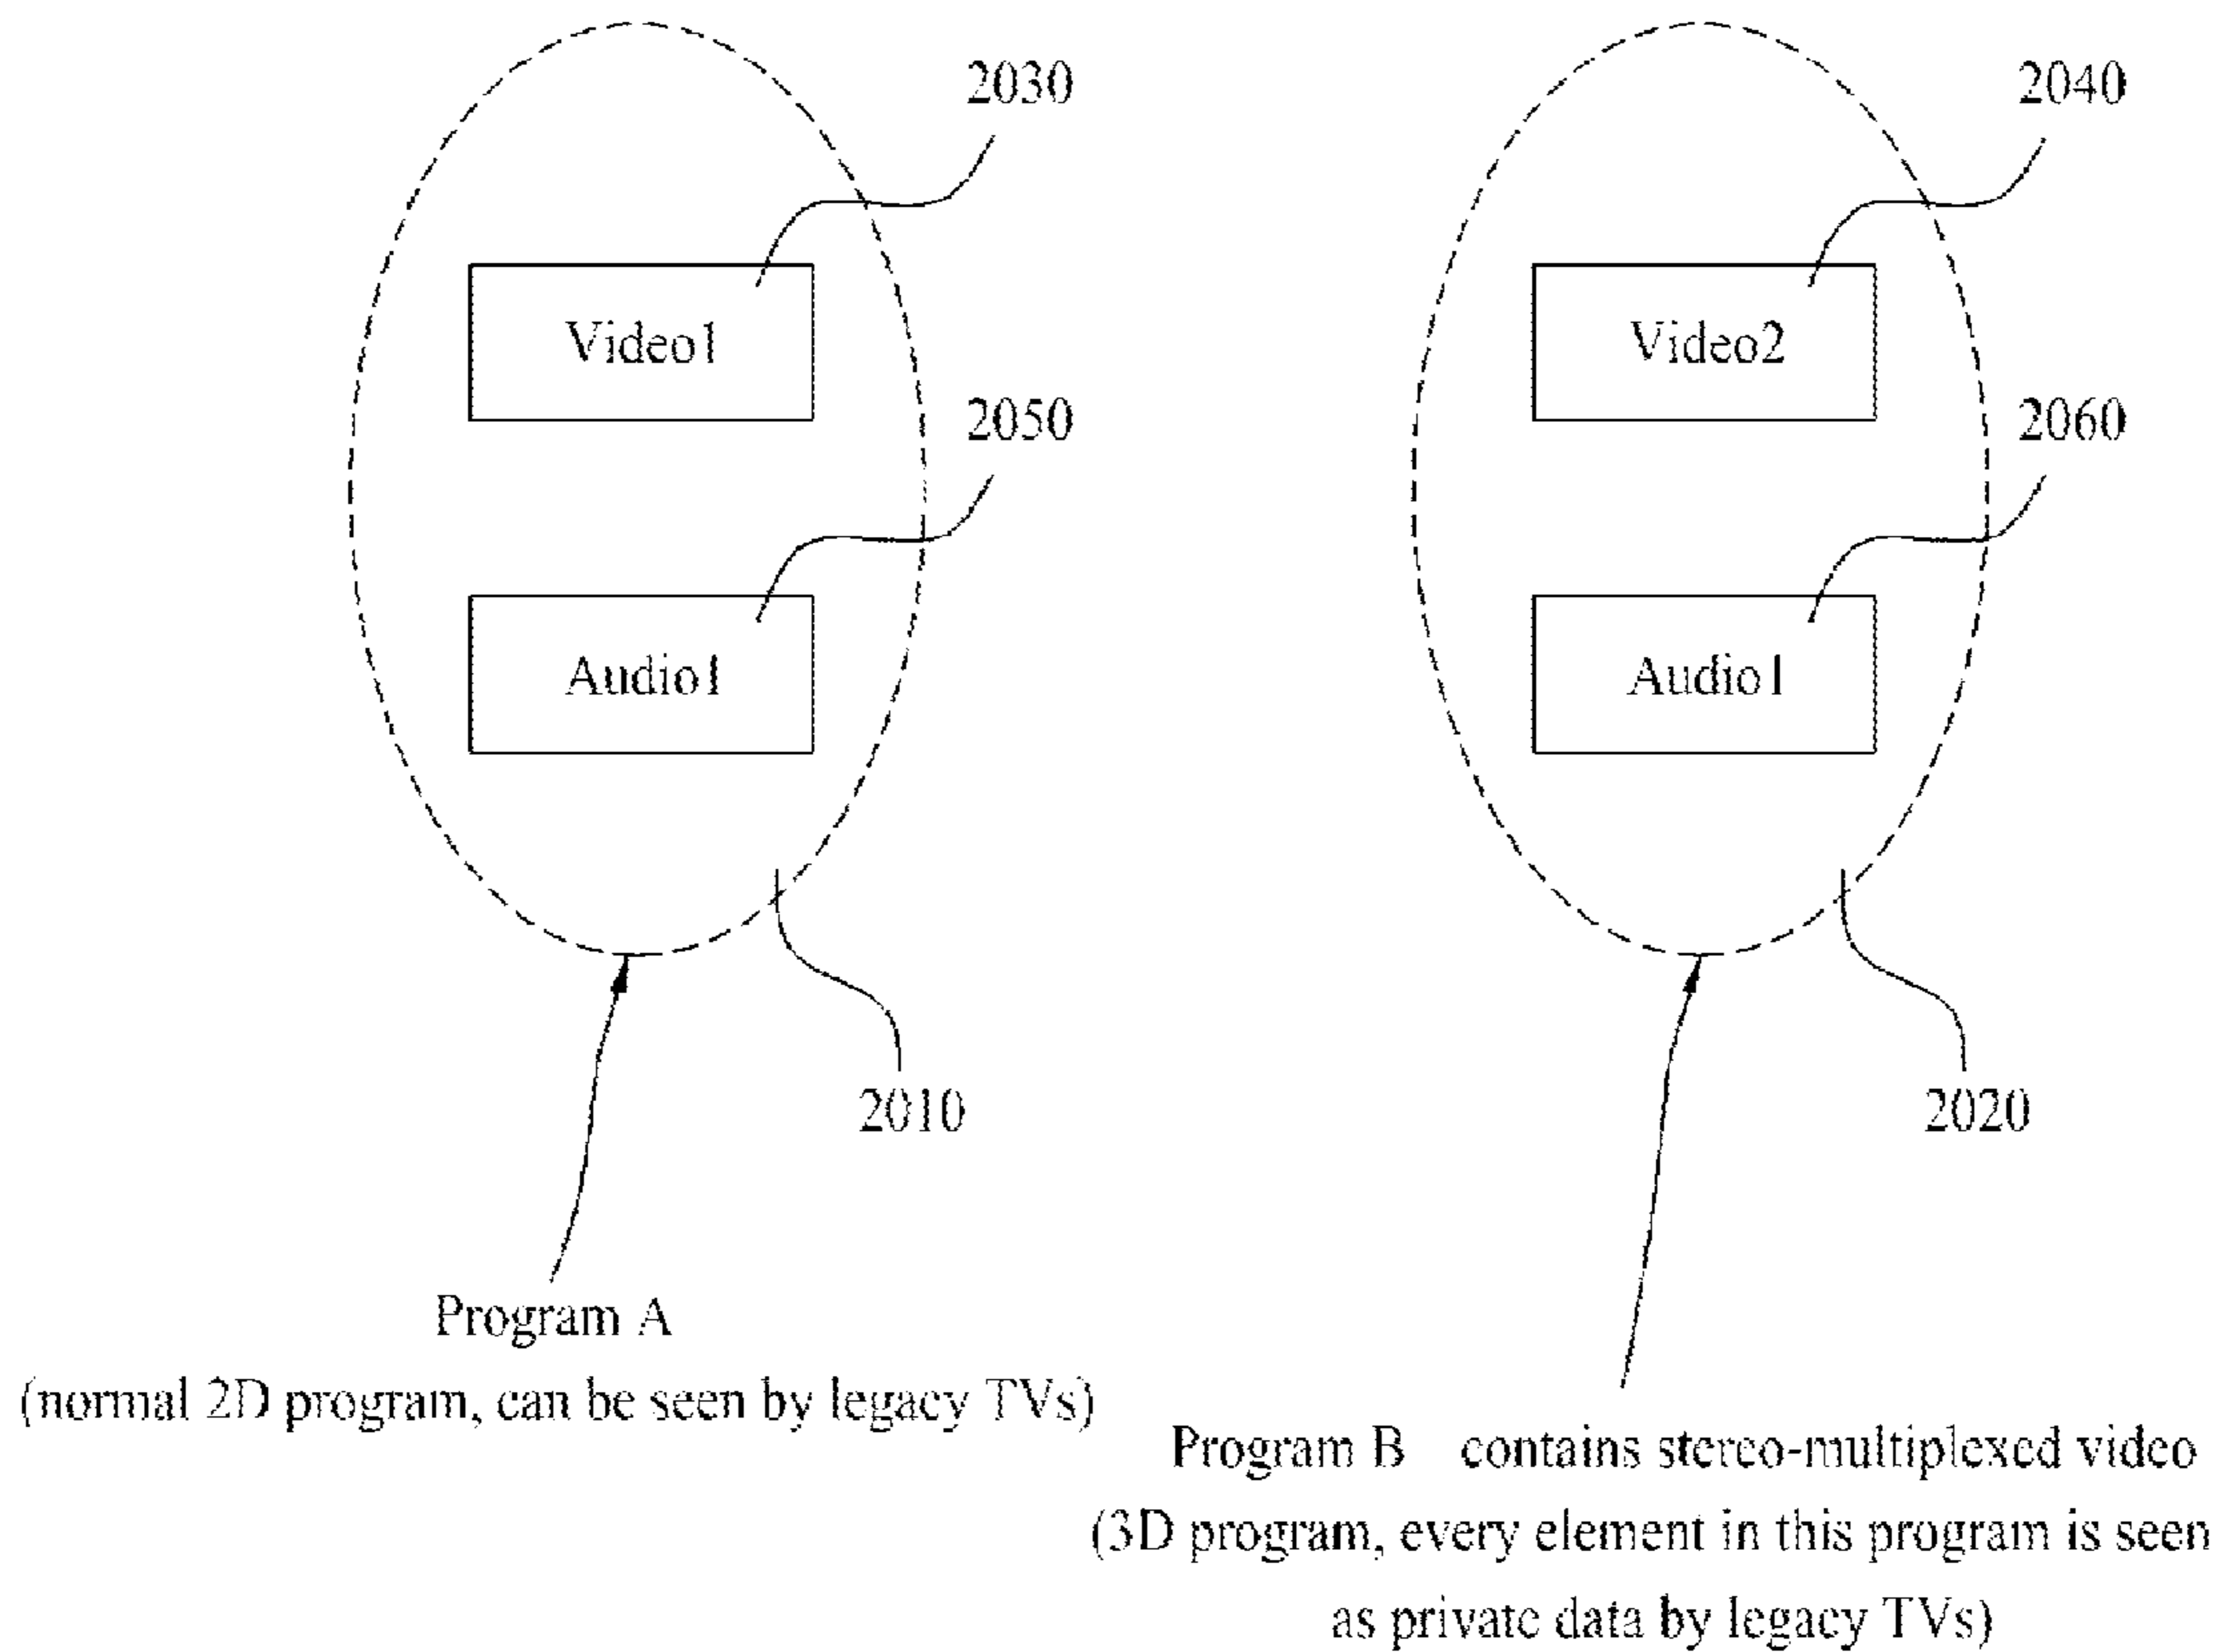 2030
2040
Video1
Video2
2050
2060
Audio1
Audio1
2010
2020
Program A
(normal 2D program, can be seen by legacy TVs)
Program B contains stereo-multiplexed video
(3D program, every element in this program is seen
as private data by legacy TVs)